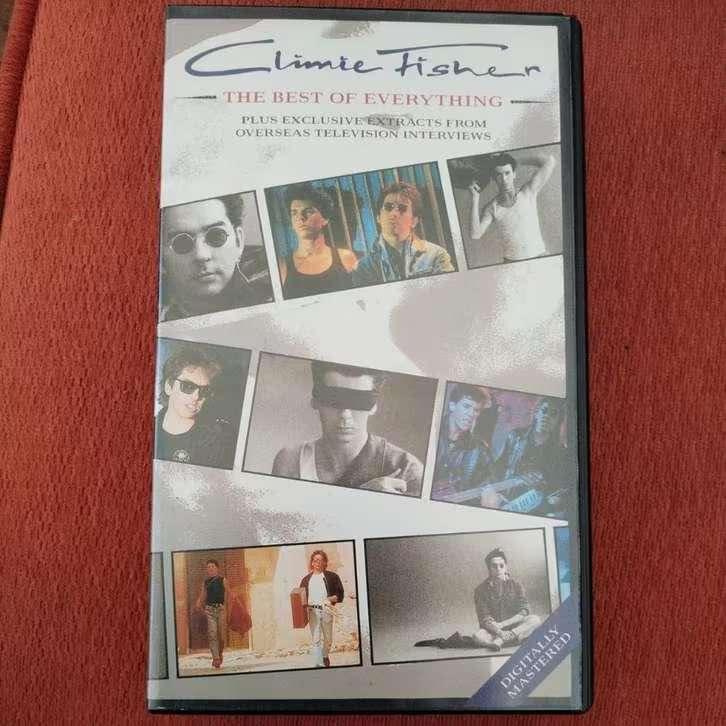 Climie Fisher
THE BEST OF EVERYTHING
PLUS EXCLUSIVE EXTRACTS FROM
OVERSEAS TELEVISION INTERVIEWS
DIGITALLY
MASTERED